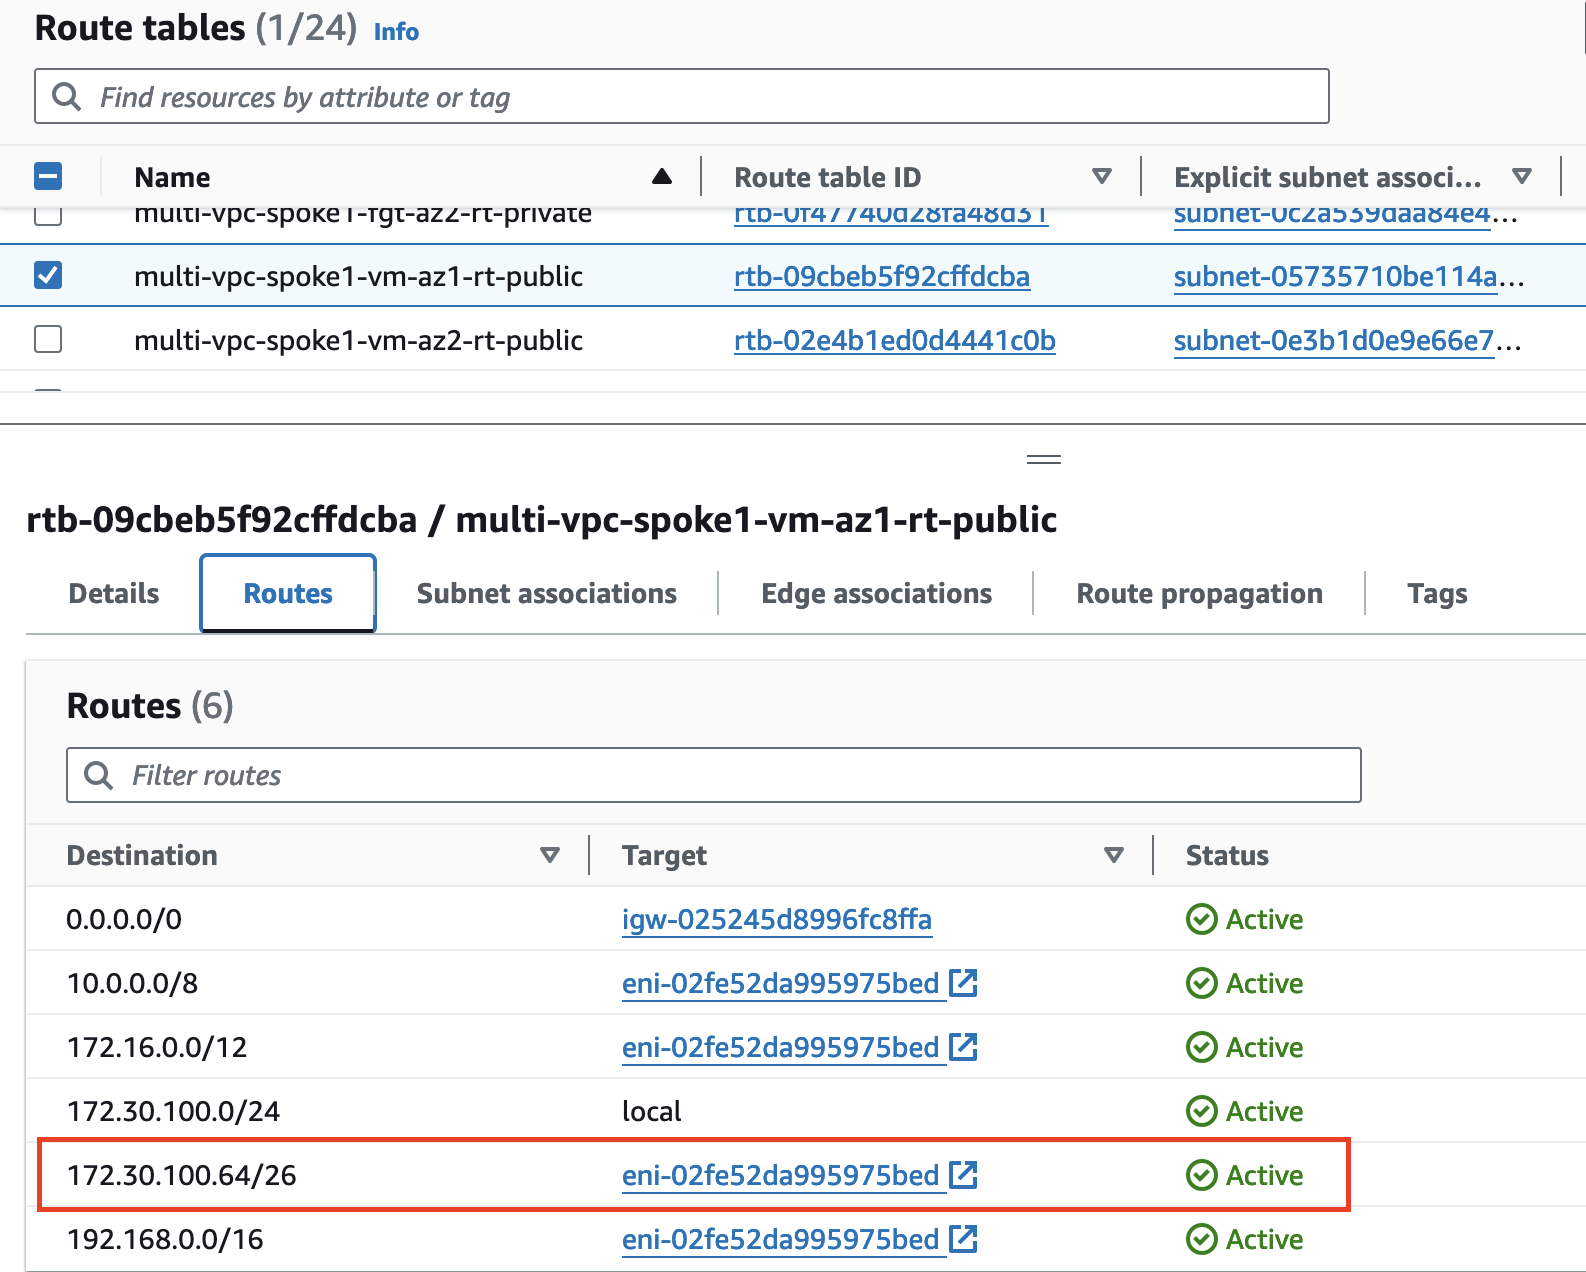 Route tables (1/24) Info
Find resources by attribute or tag
Name Route table ID Explicit subnet associ...
multi-vpc-spoke1-fgt-az2-rt-private rtb-0f47740d28fa48d31 subnet-0c2a539daa84e4...
multi-vpc-spoke1-vm-az1-rt-public rtb-09cbeb5f92cffdcba subnet-05735710be114a...
multi-vpc-spoke1-vm-az2-rt-public rtb-02e4b1ed0d4441c0b subnet-0e3b1d0e9e66e7...
rtb-09cbeb5f92cffdcba / multi-vpc-spoke1-vm-az1-rt-public
Details Routes Subnet associations Edge associations Route propagation Tags
Routes (6)
Filter routes
Destination Target Status
0.0.0.0/0 igw-025245d8996fc8ffa Active
10.0.0.0/8 eni-02fe52da995975bed Active
172.16.0.0/12 eni-02fe52da995975bed Active
172.30.100.0/24 local Active
172.30.100.64/26 eni-02fe52da995975bed Active
192.168.0.0/16 eni-02fe52da995975bed Active